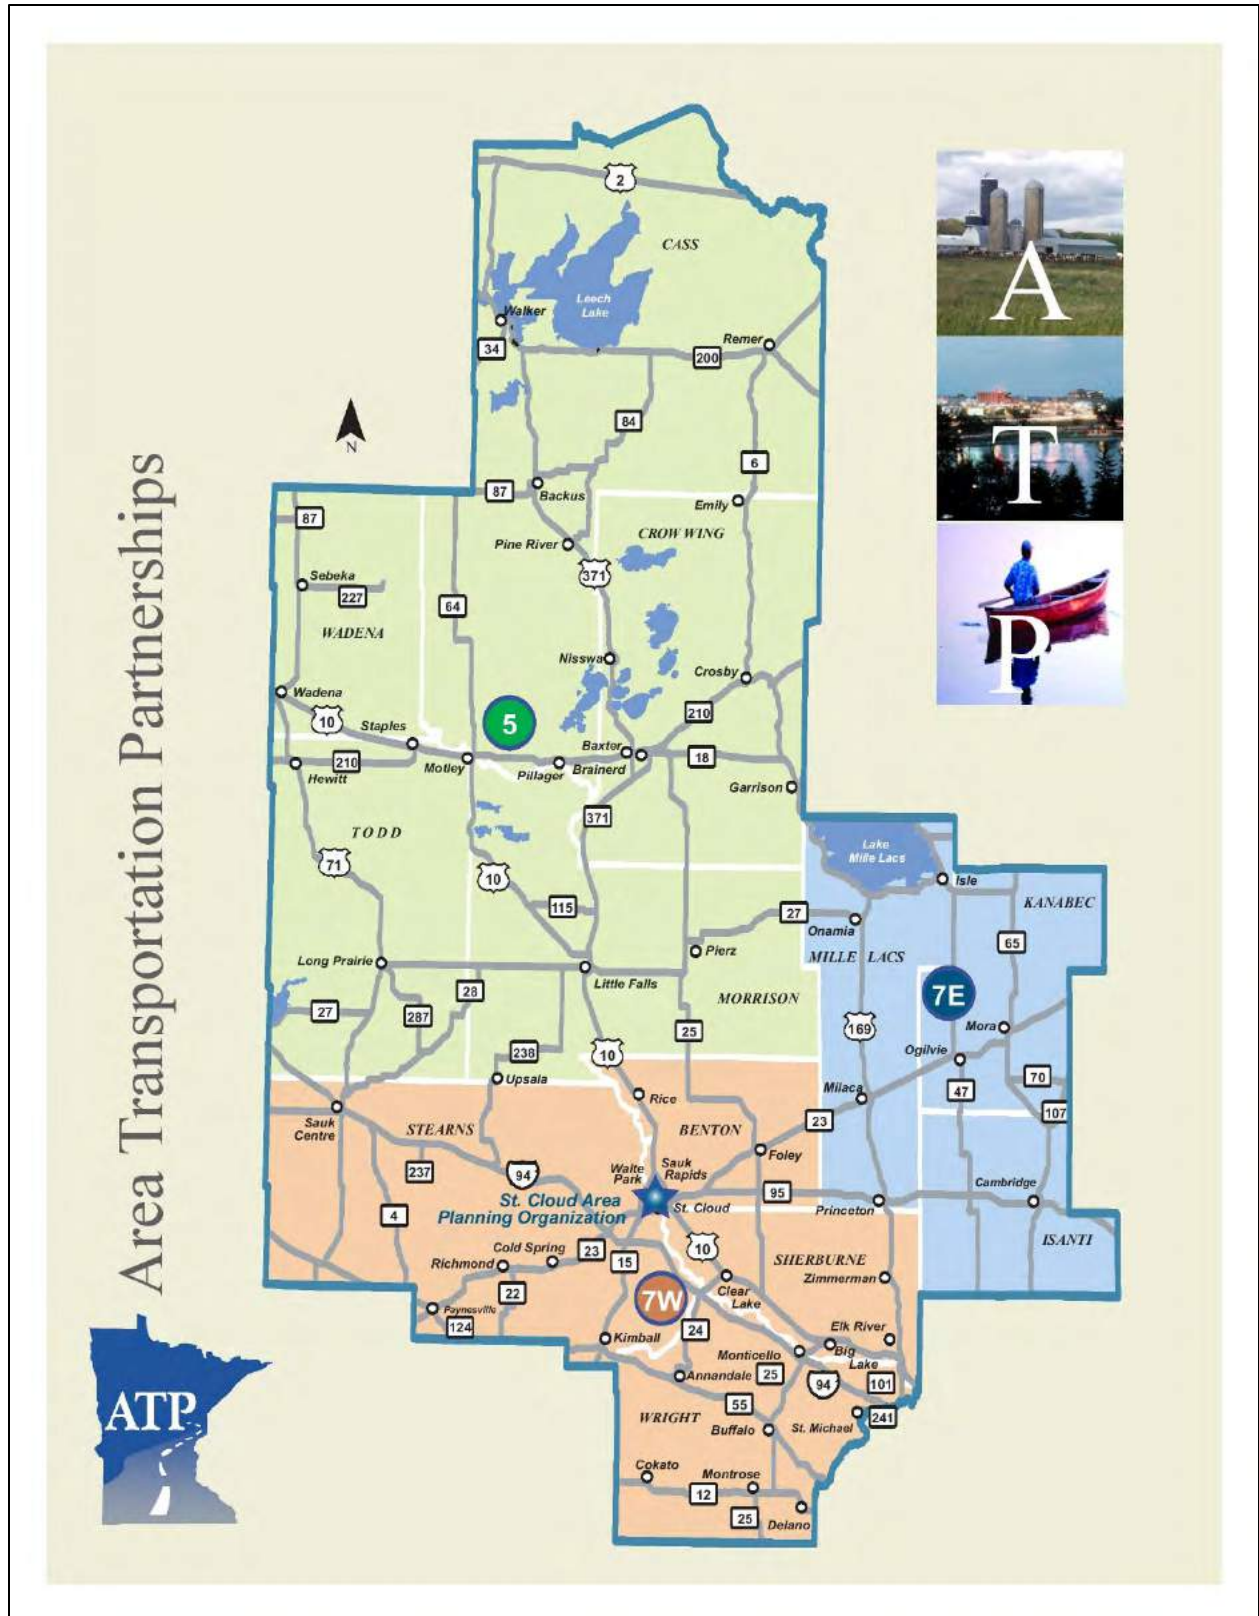 Area Transportation Partnerships
A
T
P
N
ATP
2
CASS
Leech
Lake
Walker
34
Remer
200
84
6
87
Backus
Emily
87
CROW WING
Pine River
371
Sebeka
227
64
WADENA
Nisswa
Crosby
Wadena
10
Staples
5
210
Baxter
18
Hewitt
210
Motley
Pillager
Brainerd
Garrison
371
TODD
71
Lake
Mille Lacs
10
Isle
115
KANABEC
27
Onamia
65
Pierz
MILLE LACS
Long Prairie
Little Falls
28
MORRISON
7E
27
287
25
169
Mora
238
10
Ogilvie
Upsala
70
47
Milaca
Rice
107
23
Sauk
Centre
STEARNS
BENTON
Foley
237
94
Waite
Park
Sauk
Rapids
St. Cloud Area
Planning Organization
St. Cloud
95
Princeton
Cambridge
4
10
ISANTI
Cold Spring
23
15
SHERBURNE
Richmond
Zimmerman
22
7W
Clear
Lake
Paynesville
124
24
Kimball
Elk River
Monticello
Big
Lake
Annandale
25
94
101
55
WRIGHT
Buffalo
St. Michael
241
Cokato
Montrose
12
25
Delano